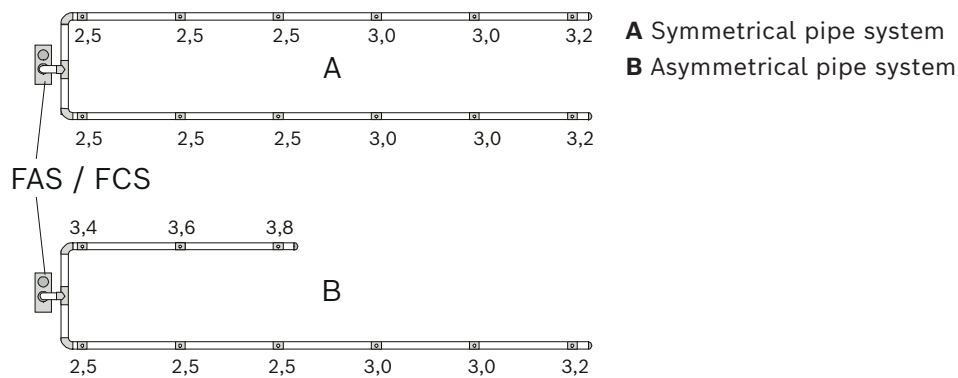 2,5 2,5 2,5 3,0 3,0 3,2
A
2,5 2,5 2,5 3,0 3,0 3,2
FAS / FCS
3,4 3,6 3,8
B
2,5 2,5 2,5 3,0 3,0 3,2
A Symmetrical pipe system
B Asymmetrical pipe system